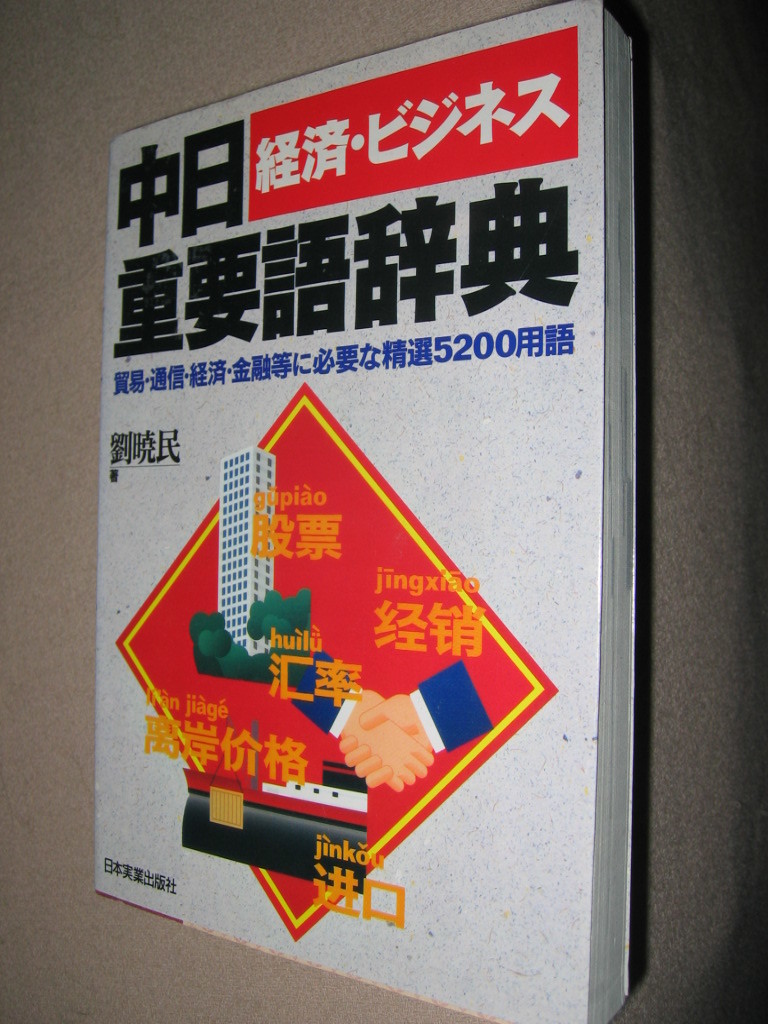 中日
経済・ビジネス
重要語辞典
貿易・通信・経済・金融等に必要な精選5200用語
劉暁民
著
gǔpiào
股票
jīngxiāo
经销
huìlǜ
汇率
jiàgé
离岸价格
jìnkǒu
进口
日本実業出版社